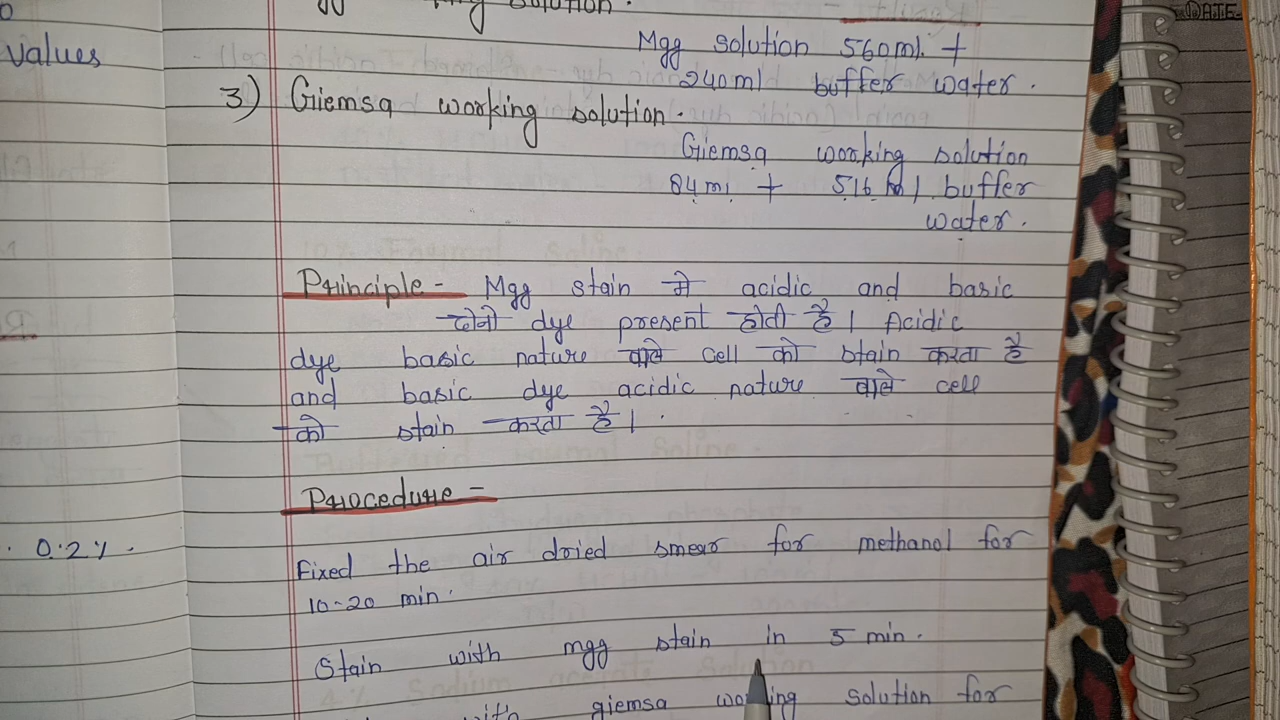 values
solution.
Mgg solution 560ml. +
240ml buffer water.
3) Giemsa working solution.
Giemsa working solution
84ml + 516 ml buffer
water.
Principle - Mgg stain मे acidic and basic
दोनो dye present होती है। Acidic
dye basic nature वाले cell को stain करता है
and basic dye acidic nature वाले cell
को stain करता है।
Procedure -
0.2%.
Fixed the air dried smear for methanol for
10-20 min.
Stain with mgg stain in 5 min.
with giemsa working solution for
DATE